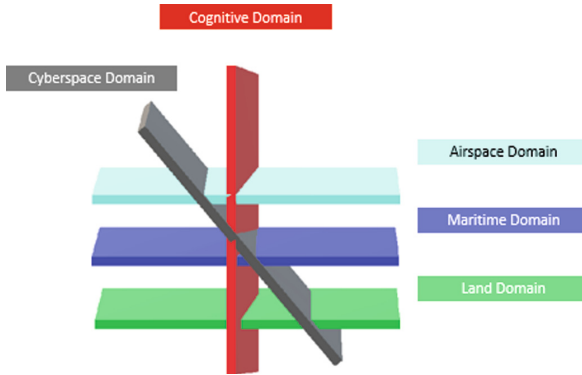 Cognitive Domain
Cyberspace Domain
Airspace Domain
Maritime Domain
Land Domain